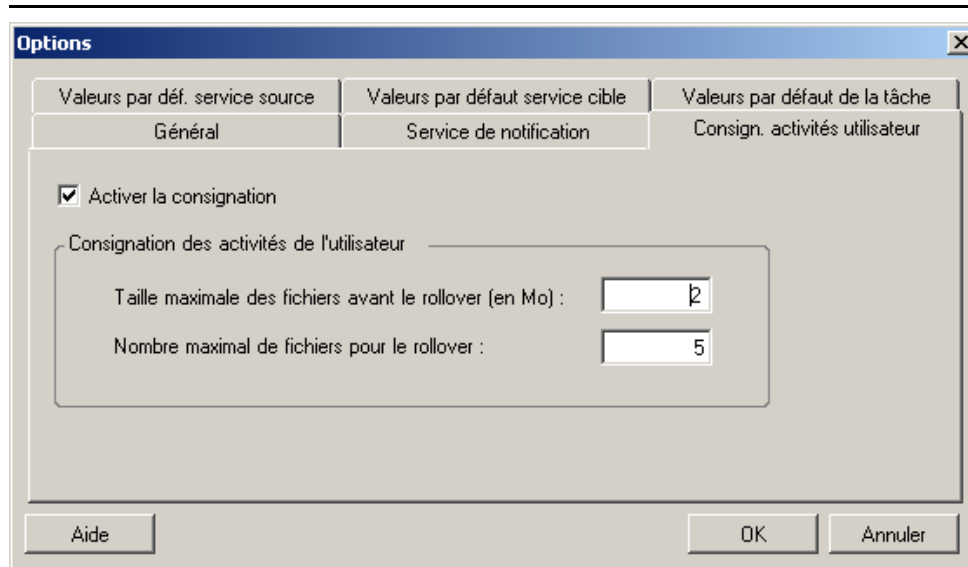 Options
Valeurs par déf. service source
Valeurs par défaut service cible
Valeurs par défaut de la tâche
Général
Service de notification
Consign. activités utilisateur
Activer la consignation
Consignation des activités de l'utilisateur
Taille maximale des fichiers avant le rollover (en Mo) : 2
Nombre maximal de fichiers pour le rollover : 5
Aide
OK
Annuler